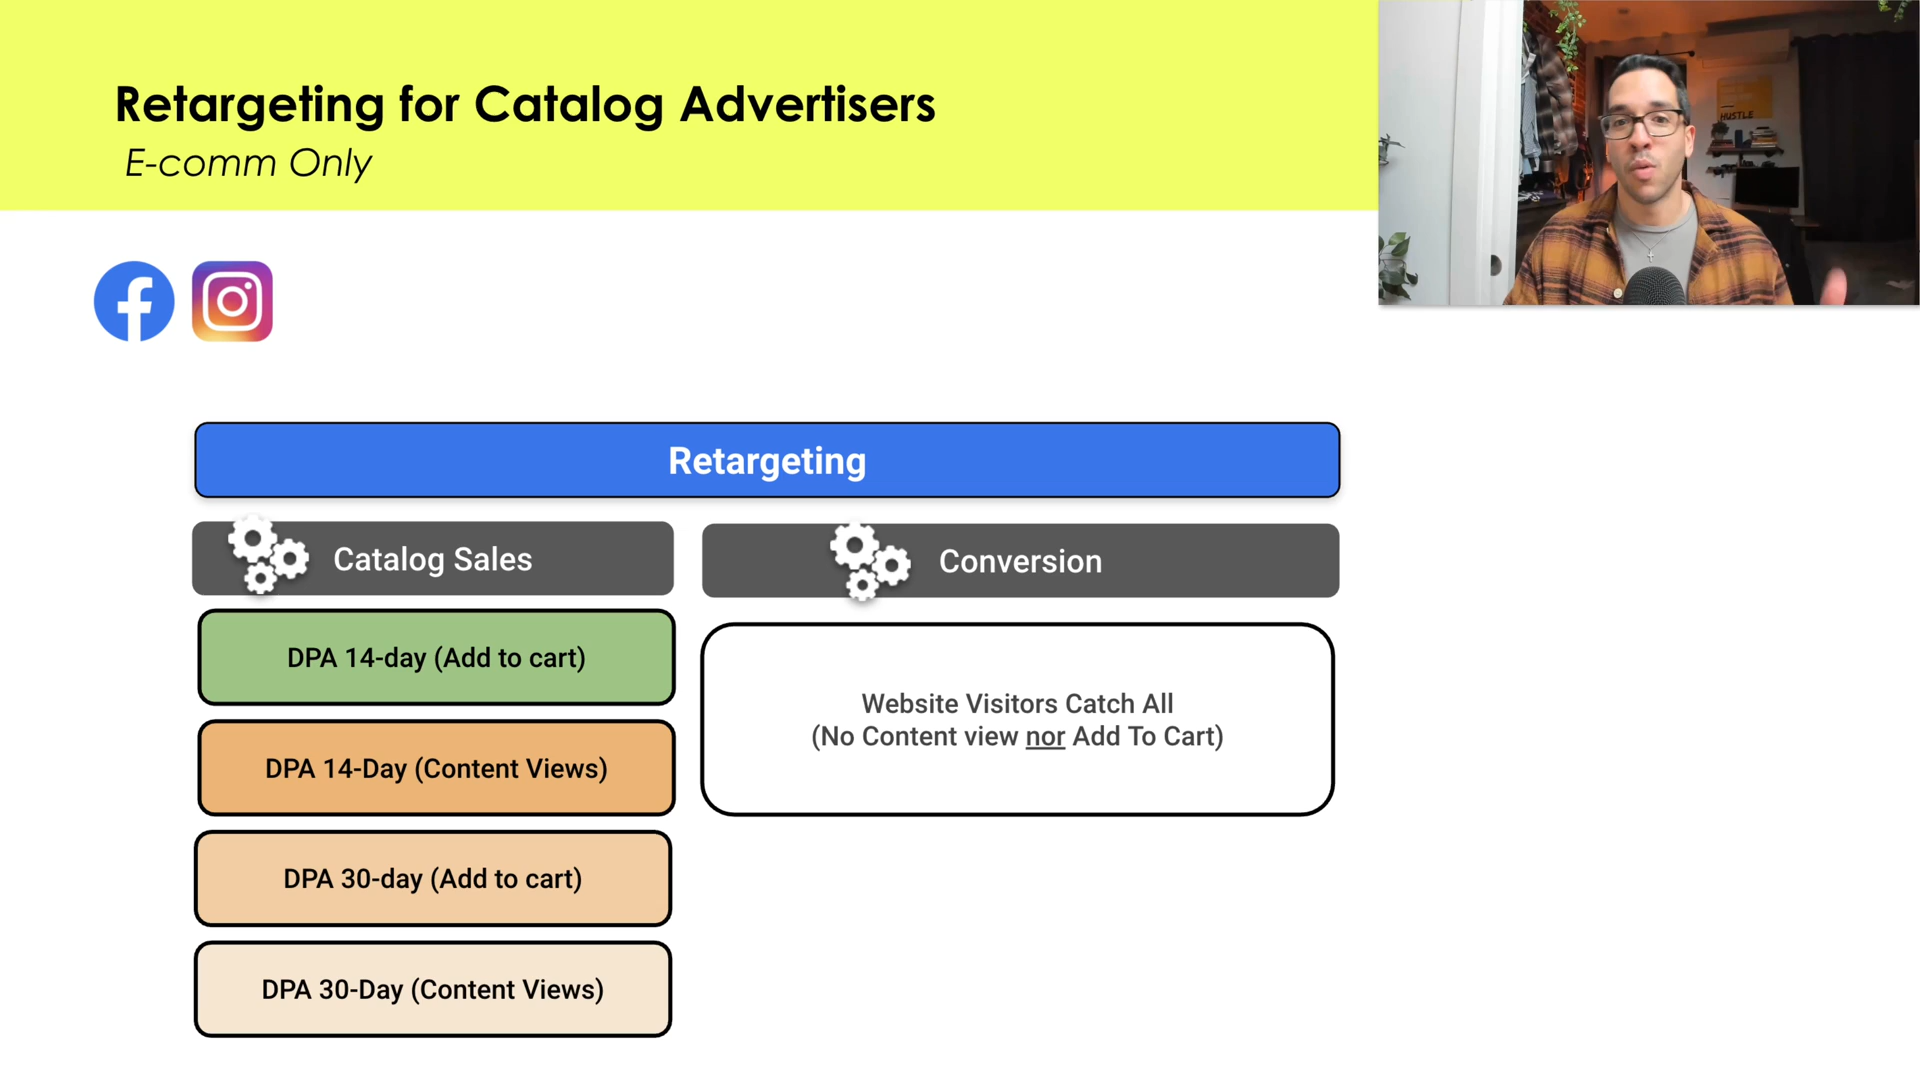 Retargeting for Catalog Advertisers
E-comm Only
HUSTLE
Retargeting
Catalog Sales
Conversion
DPA 14-day (Add to cart)
DPA 14-Day (Content Views)
DPA 30-day (Add to cart)
DPA 30-Day (Content Views)
Website Visitors Catch All
(No Content view nor Add To Cart)